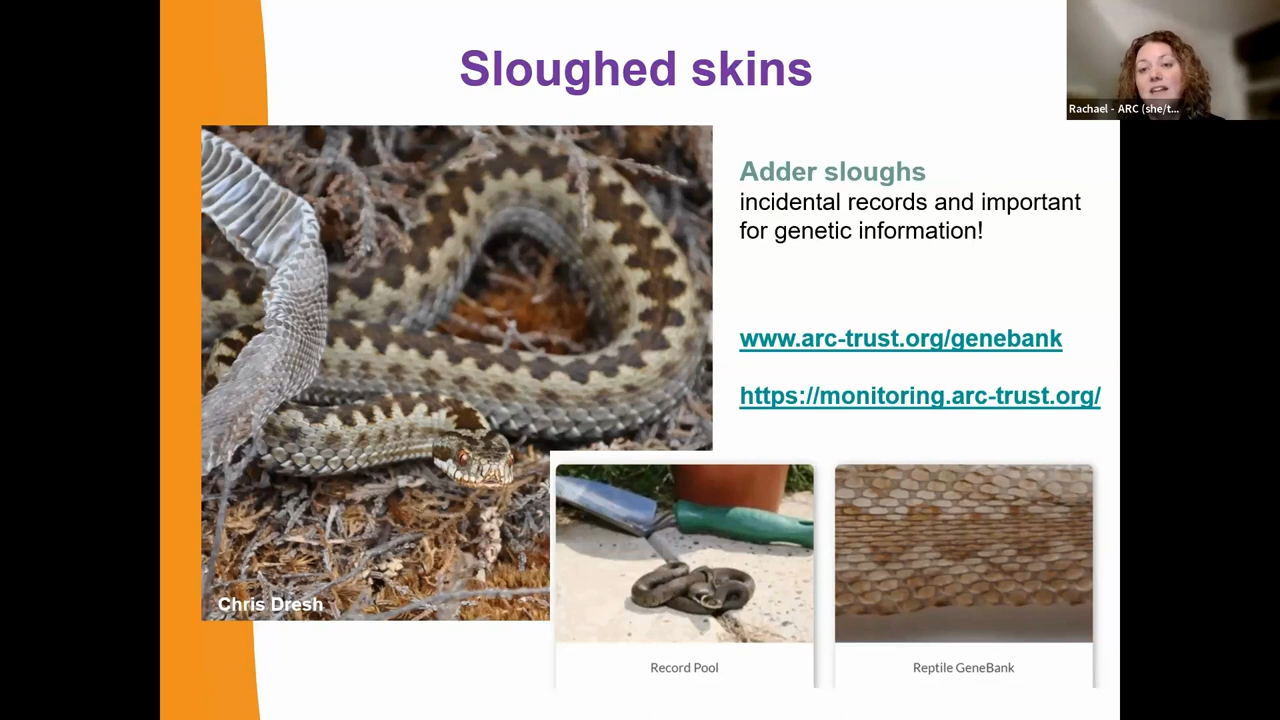 Sloughed skins
Rachael - ARC (she/t...
Adder sloughs
incidental records and important
for genetic information!
www.arc-trust.org/genebank
https://monitoring.arc-trust.org/
Chris Dresh
Record Pool
Reptile GeneBank